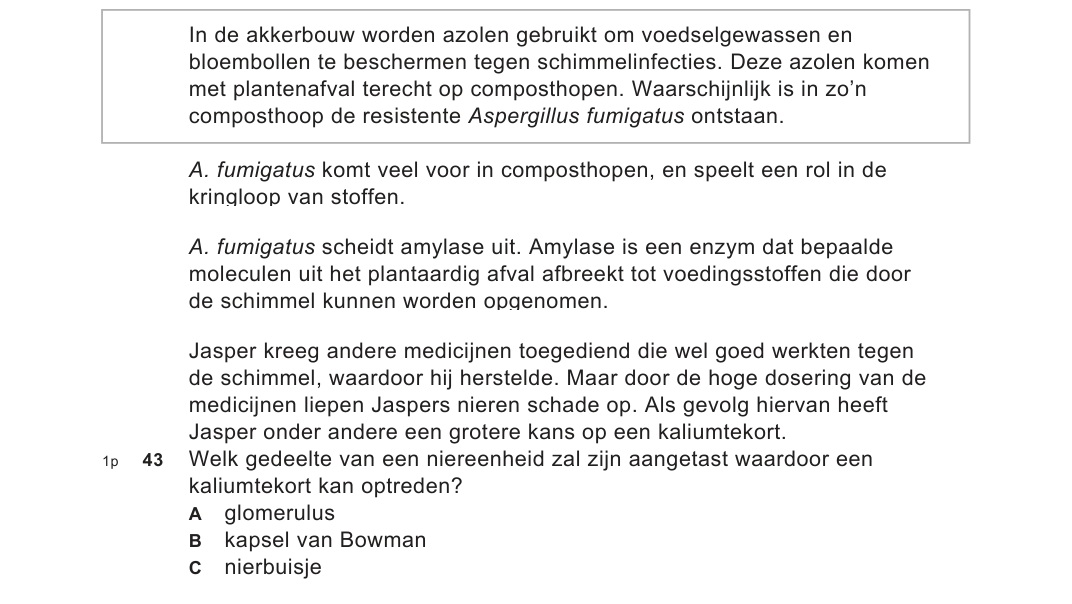 In de akkerbouw worden azolen gebruikt om voedselgewassen en
bloembollen te beschermen tegen schimmelinfecties. Deze azolen komen
met plantenafval terecht op composthopen. Waarschijnlijk is in zo’n
composthoop de resistente Aspergillus fumigatus ontstaan.
A. fumigatus komt veel voor in composthopen, en speelt een rol in de
kringloop van stoffen.
A. fumigatus scheidt amylase uit. Amylase is een enzym dat bepaalde
moleculen uit het plantaardig afval afbreekt tot voedingsstoffen die door
de schimmel kunnen worden opgenomen.
Jasper kreeg andere medicijnen toegediend die wel goed werkten tegen
de schimmel, waardoor hij herstelde. Maar door de hoge dosering van de
medicijnen liepen Jaspers nieren schade op. Als gevolg hiervan heeft
Jasper onder andere een grotere kans op een kaliumtekort.
1p 43 Welk gedeelte van een niereenheid zal zijn aangetast waardoor een
kaliumtekort kan optreden?
A glomerulus
B kapsel van Bowman
C nierbuisje